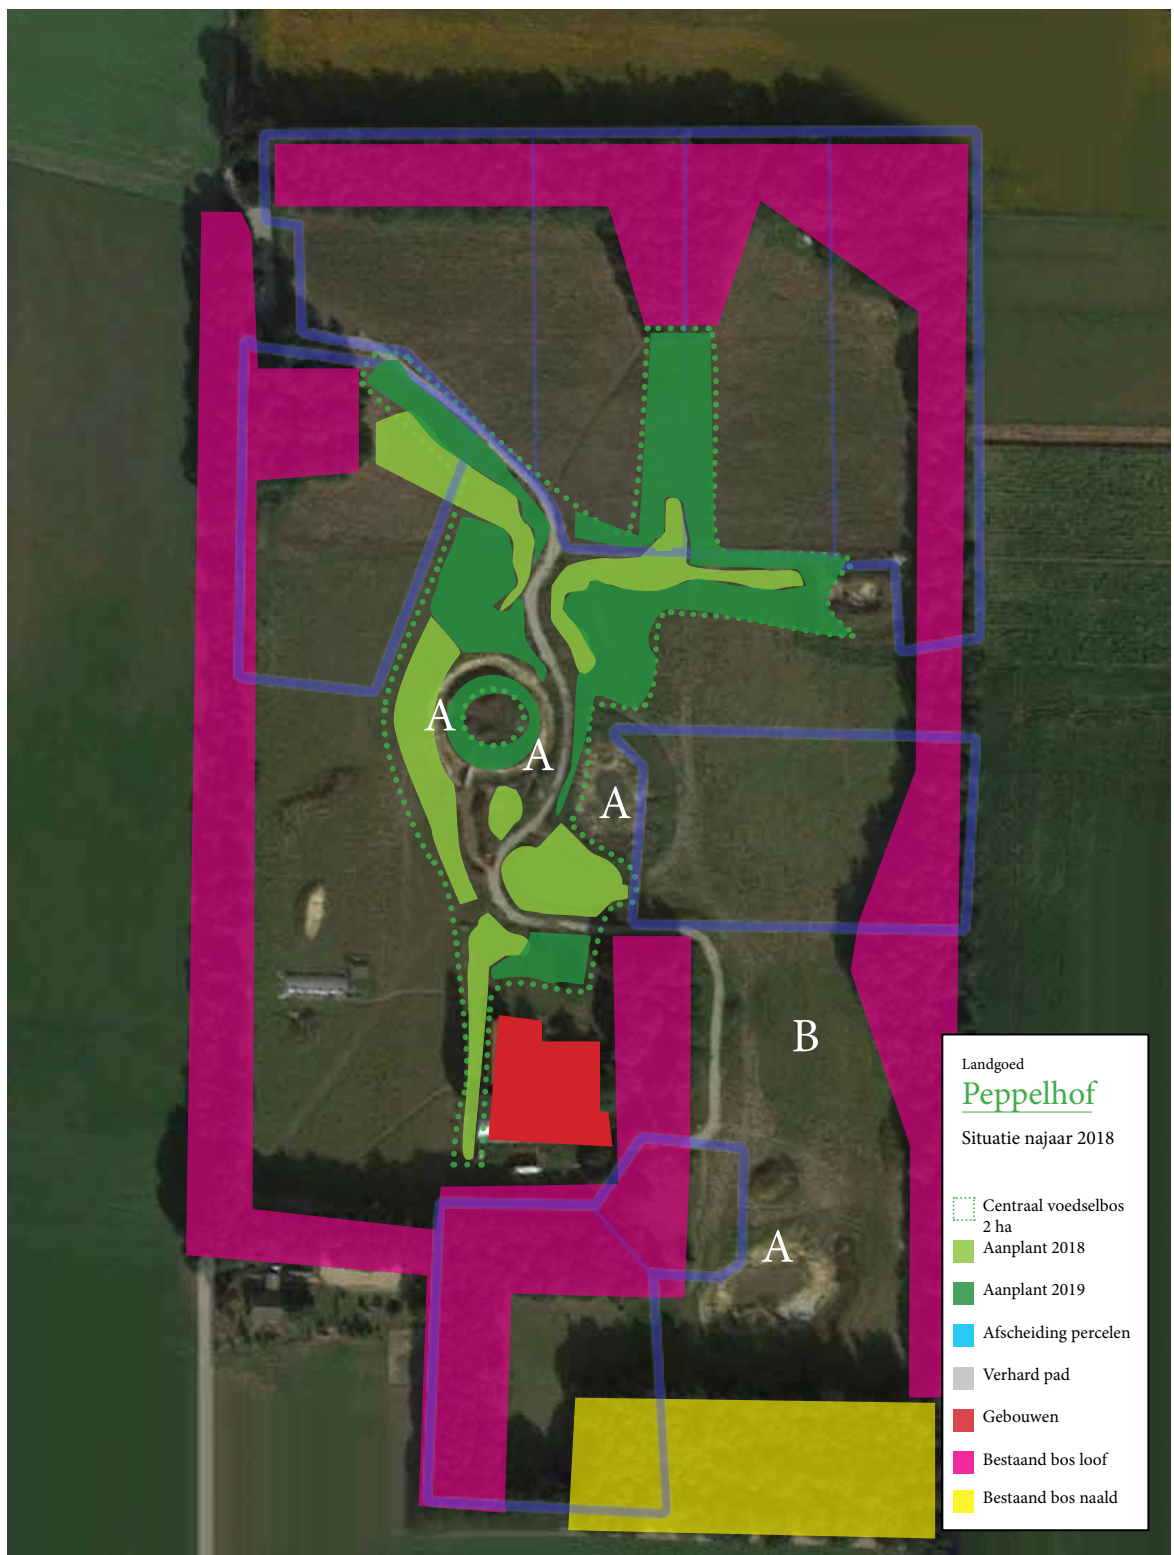 A
A
A
B
A
Landgoed
Peppelhof
Situatie najaar 2018
Centraal voedselbos
2 ha
Aanplant 2018
Aanplant 2019
Afscheiding percelen
Verhard pad
Gebouwen
Bestaand bos loof
Bestaand bos naald